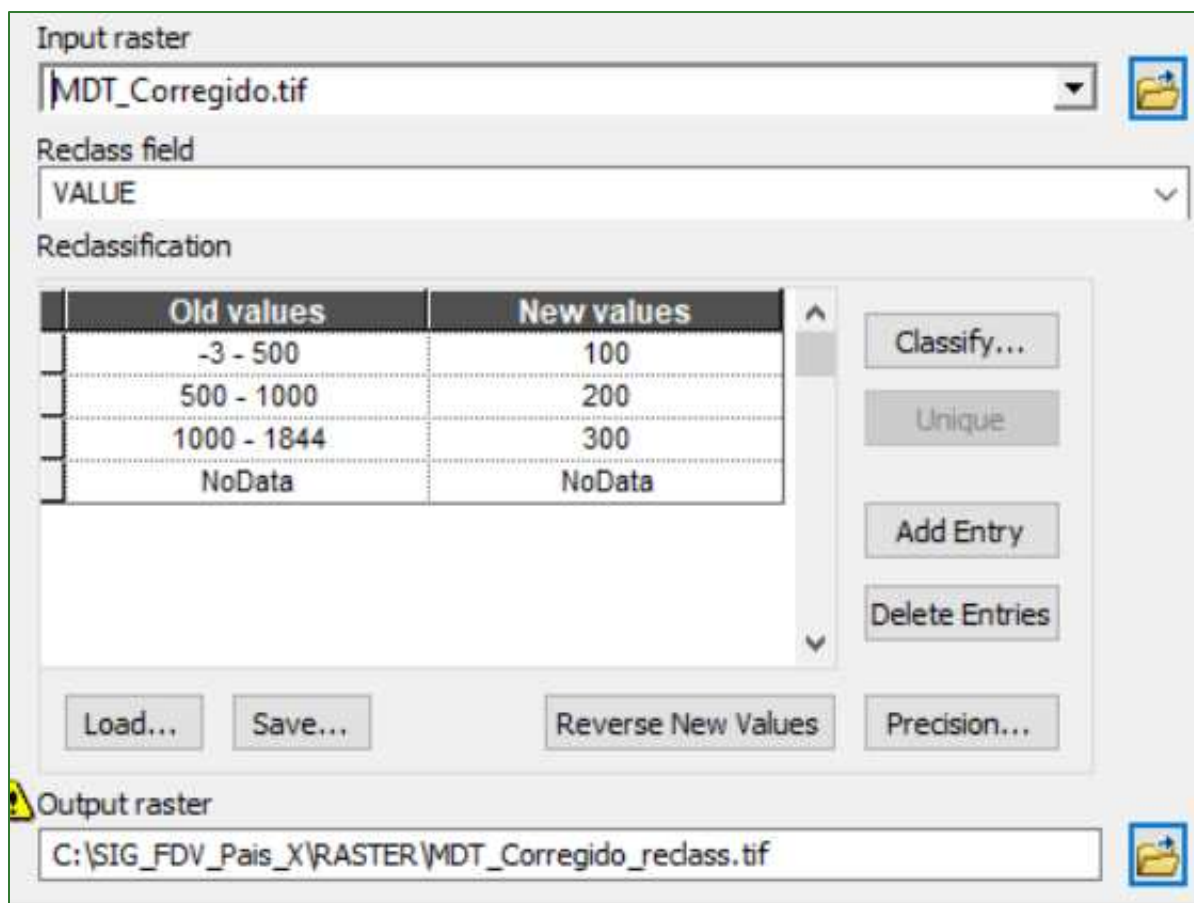 Input raster
MDT_Corregido.tif
Reclass field
VALUE
Reclassification
Old values New values
-3 - 500 100
500 - 1000 200
1000 - 1844 300
NoData NoData
Classify...
Unique
Add Entry
Delete Entries
Load... Save... Reverse New Values Precision...
Output raster
C:\SIG_FDV_Pais_X\RASTER\MDT_Corregido_reclass.tif